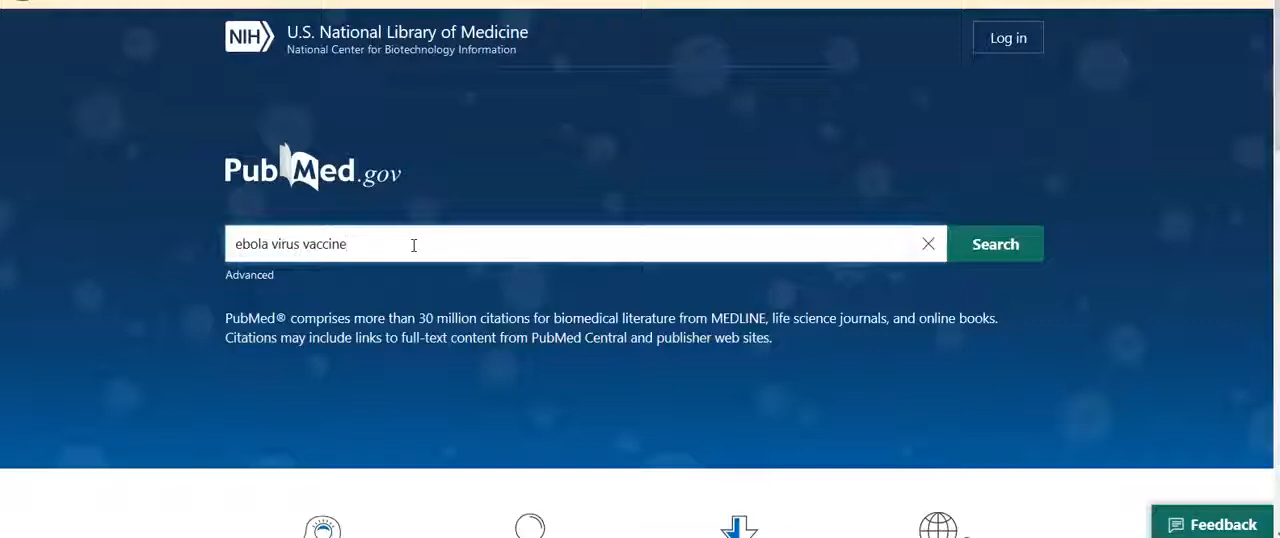 NIH U.S. National Library of Medicine
National Center for Biotechnology Information
Log in
PubMed.gov
ebola virus vaccine
Search
Advanced
PubMed® comprises more than 30 million citations for biomedical literature from MEDLINE, life science journals, and online books.
Citations may include links to full-text content from PubMed Central and publisher web sites.
Feedback